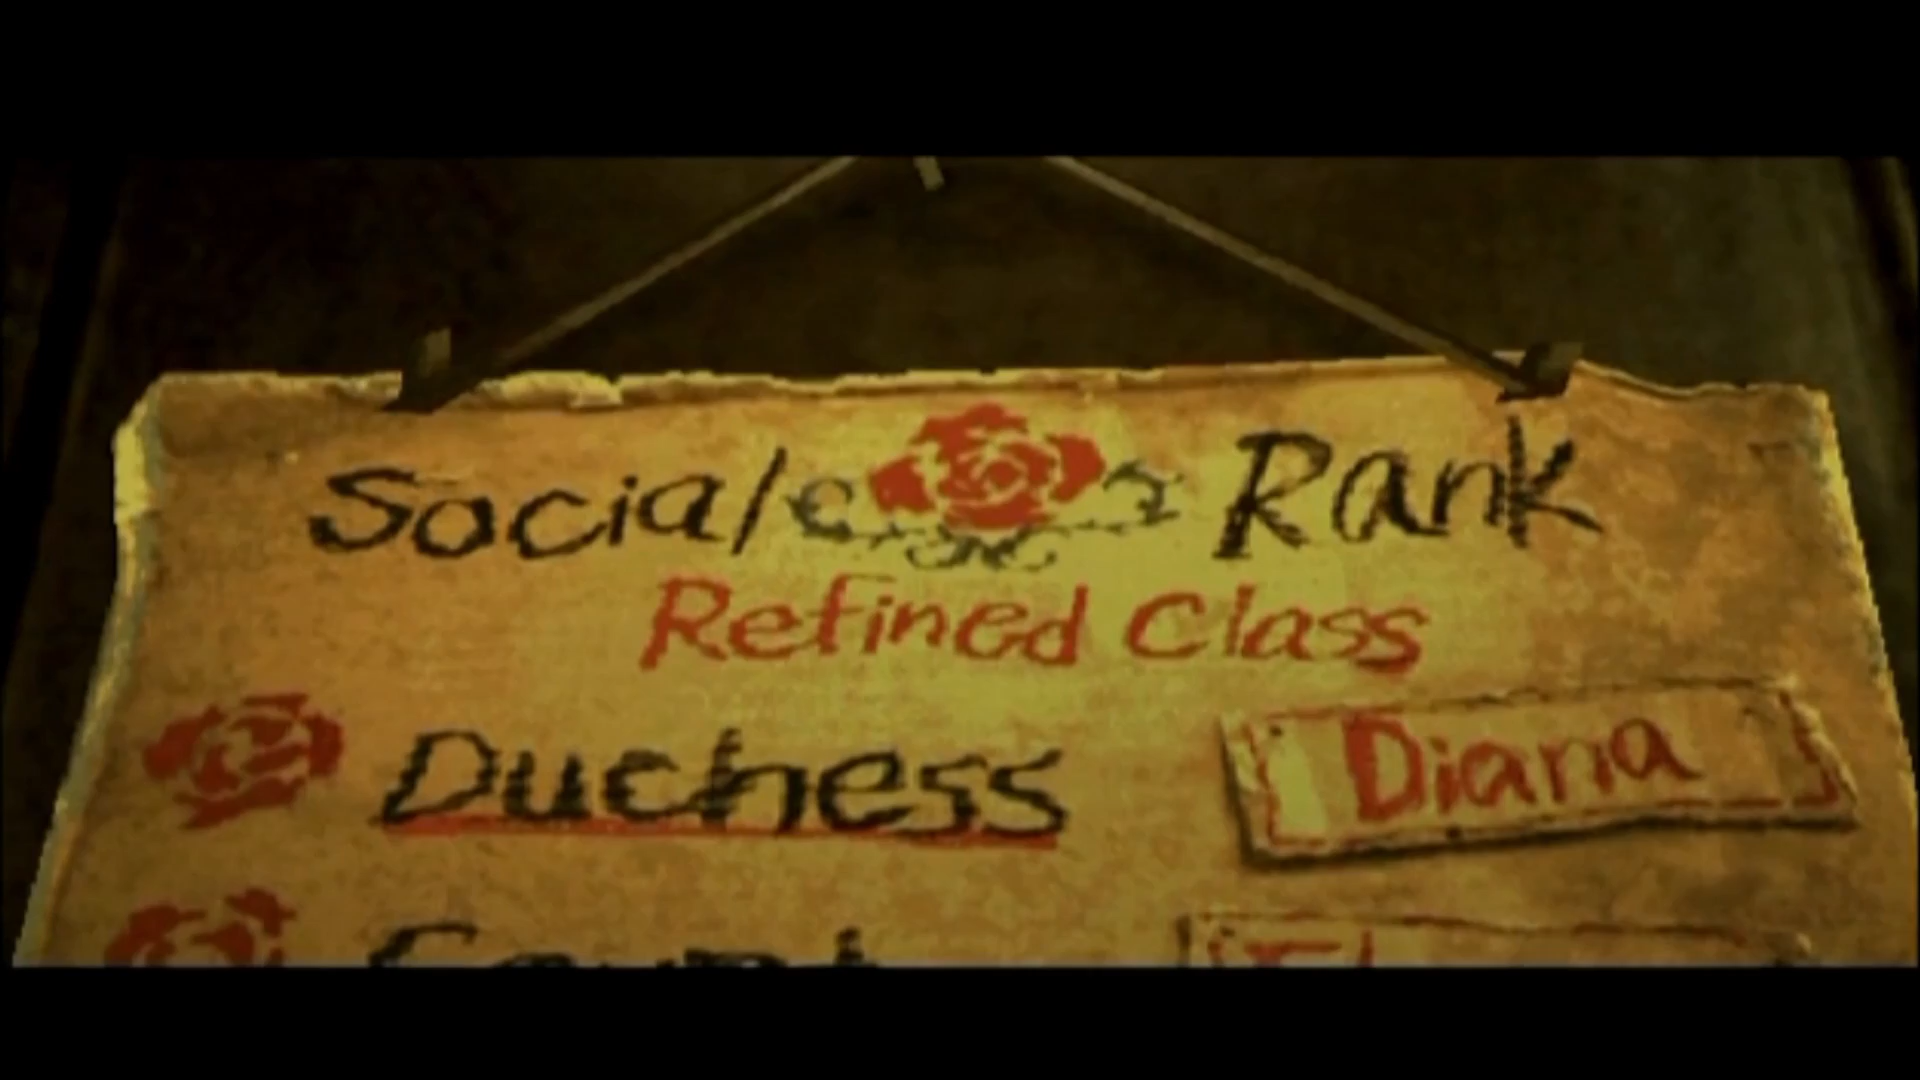 Social Rank
Refined Class
Duchess
Diana